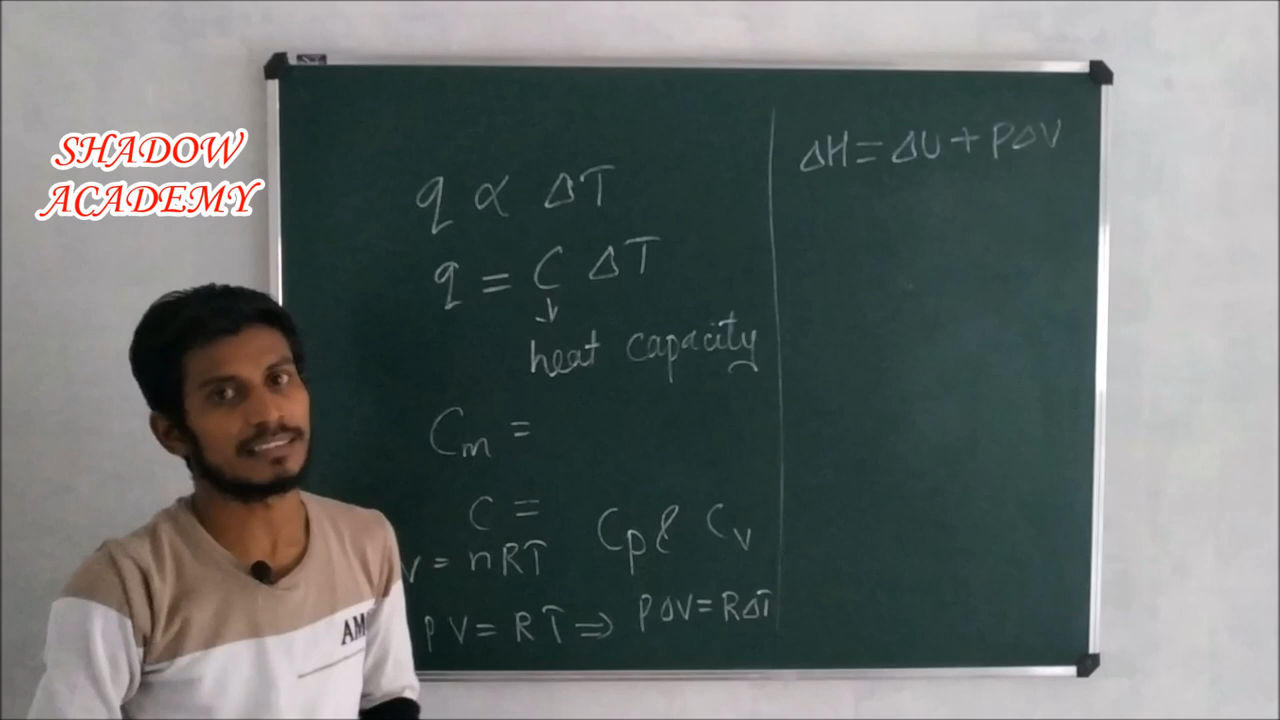 SHADOW
ACADEMY
q ∝ ΔT
q = C ΔT
↓
heat capacity
Cm =
c =
Cp & Cv
V = nRT
PV = RT ⇒ PΔV = RΔT
ΔH = ΔU + PΔV
AM